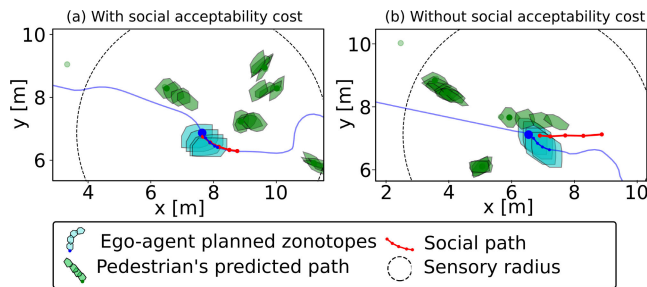 (a) With social acceptability cost
(b) Without social acceptability cost
10
8
6
y [m]
4
6
8
10
x [m]
10
8
6
y [m]
2
4
6
8
10
x [m]
Ego-agent planned zonotopes
Social path
Pedestrian's predicted path
Sensory radius